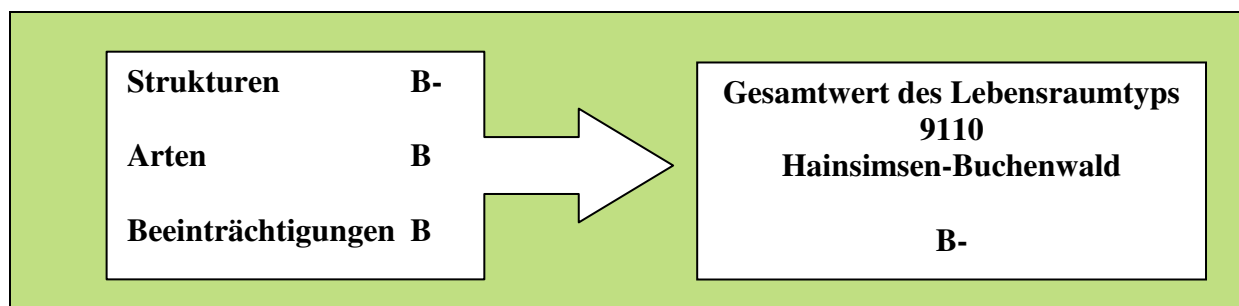 Strukturen B-
Arten B
Beeinträchtigungen B
Gesamtwert des Lebensraumtyps
9110
Hainsimsen-Buchenwald
B-